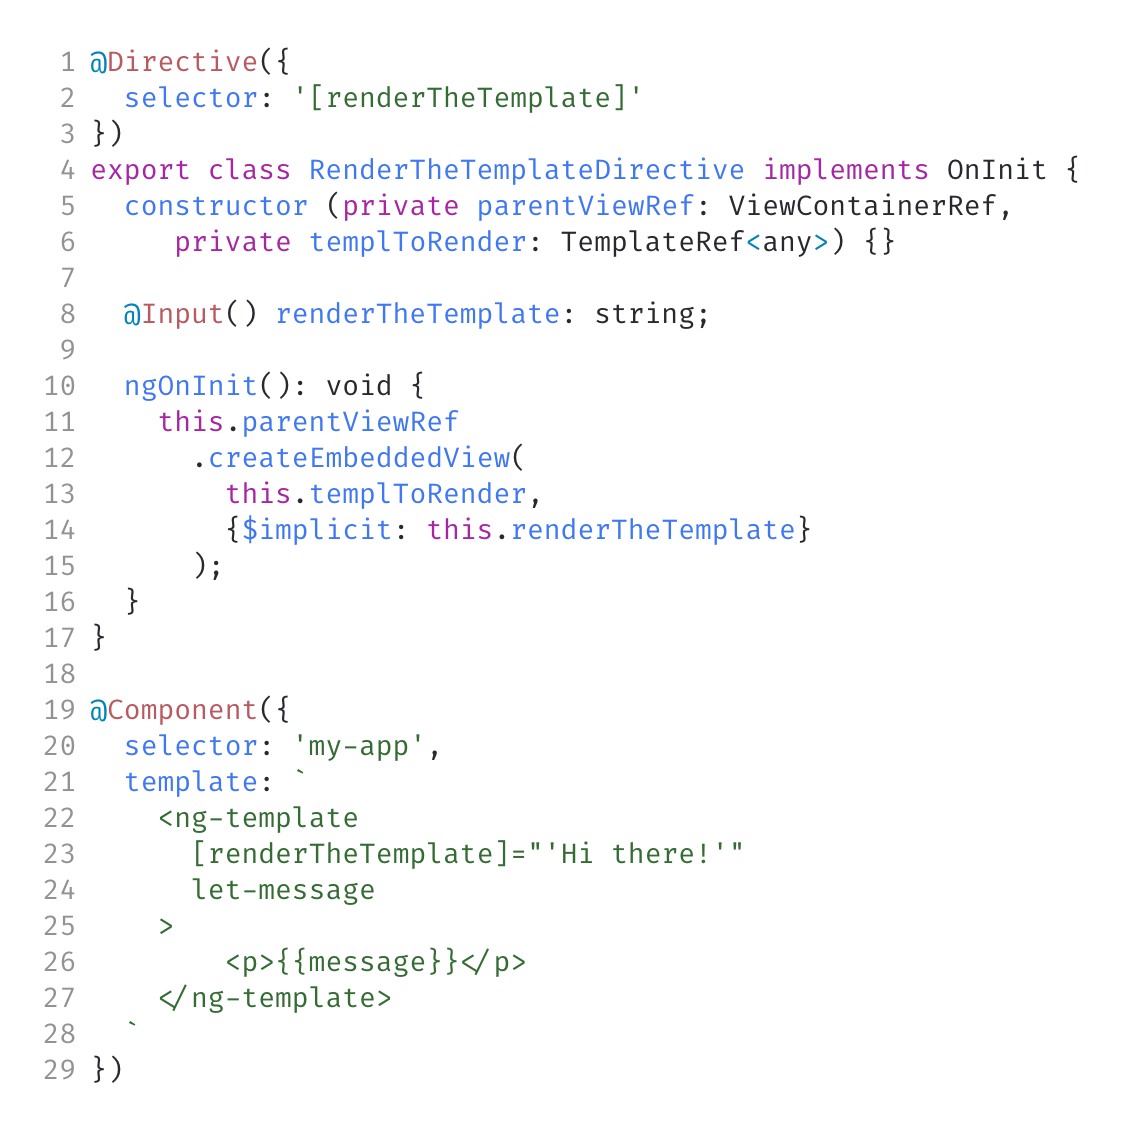 1 @Directive({
2   selector: '[renderTheTemplate]'
3 })
4 export class RenderTheTemplateDirective implements OnInit {
5   constructor (private parentViewRef: ViewContainerRef,
6      private templToRender: TemplateRef<any>) {}
7
8   @Input() renderTheTemplate: string;
9
10   ngOnInit(): void {
11     this.parentViewRef
12       .createEmbeddedView(
13         this.templToRender,
14         {$implicit: this.renderTheTemplate}
15       );
16   }
17 }
18
19 @Component({
20   selector: 'my-app',
21   template: `
22     <ng-template
23       [renderTheTemplate]="'Hi there!'"
24       let-message
25     >
26         <p>{{message}}</p>
27     </ng-template>
28   `
29 })